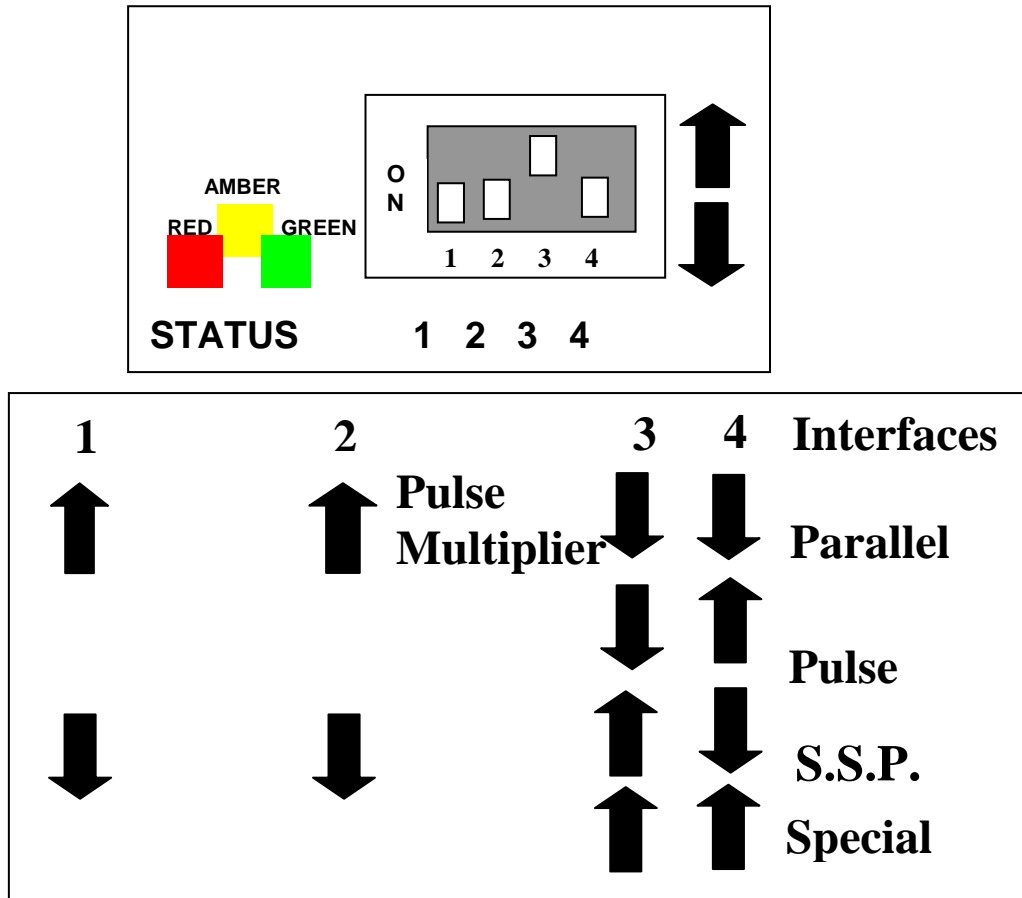 O
N
AMBER
RED GREEN
1 2 3 4
STATUS 1 2 3 4
1 2 3 4 Interfaces
Pulse
Multiplier
Parallel
Pulse
S.S.P.
Special